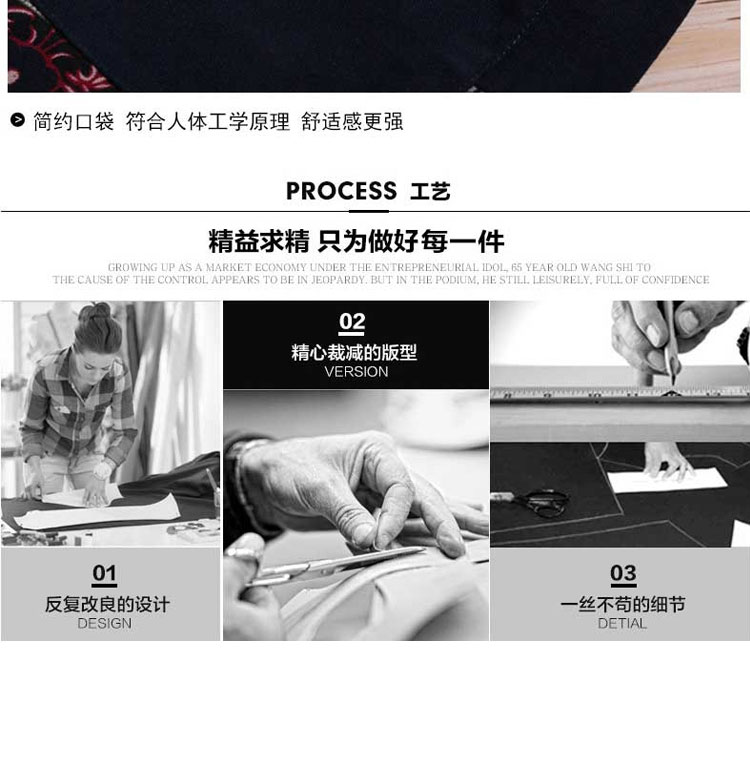 简约口袋 符合人体工学原理 舒适感更强
PROCESS 工艺
精益求精 只为做好每一件
GROWING UP AS A MARKET ECONOMY UNDER THE ENTREPRENEURIAL IDOL, 65 YEAR OLD WANG SHI TO
THE CAUSE OF THE CONTROL APPEARS TO BE IN JEOPARDY. BUT IN THE PODIUM, HE STILL LEISURELY, FULL OF CONFIDENCE
02
精心裁减的版型
VERSION
01
反复改良的设计
DESIGN
03
一丝不苟的细节
DETIAL